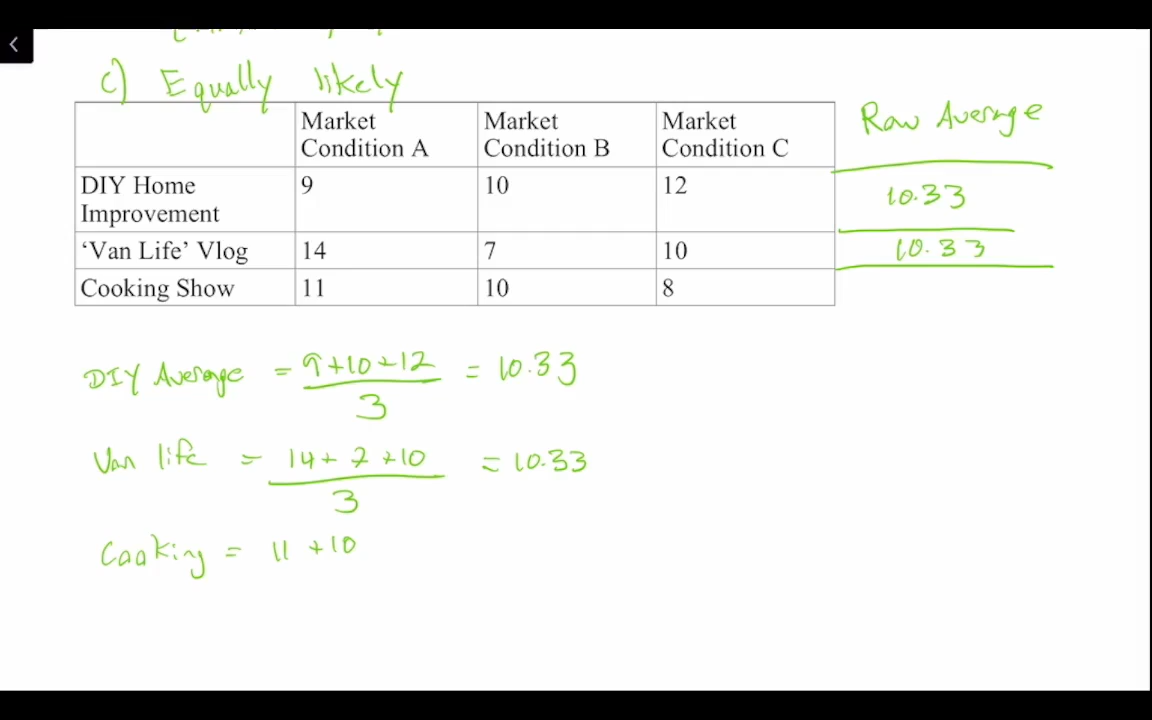 c) Equally likely
Market Condition A Market Condition B Market Condition C Row Average
DIY Home Improvement 9 10 12 10.33
‘Van Life’ Vlog 14 7 10 10.33
Cooking Show 11 10 8
DIY Average = 9+10+12 / 3 = 10.33
Van life = 14+7+10 / 3 = 10.33
Cooking = 11+10